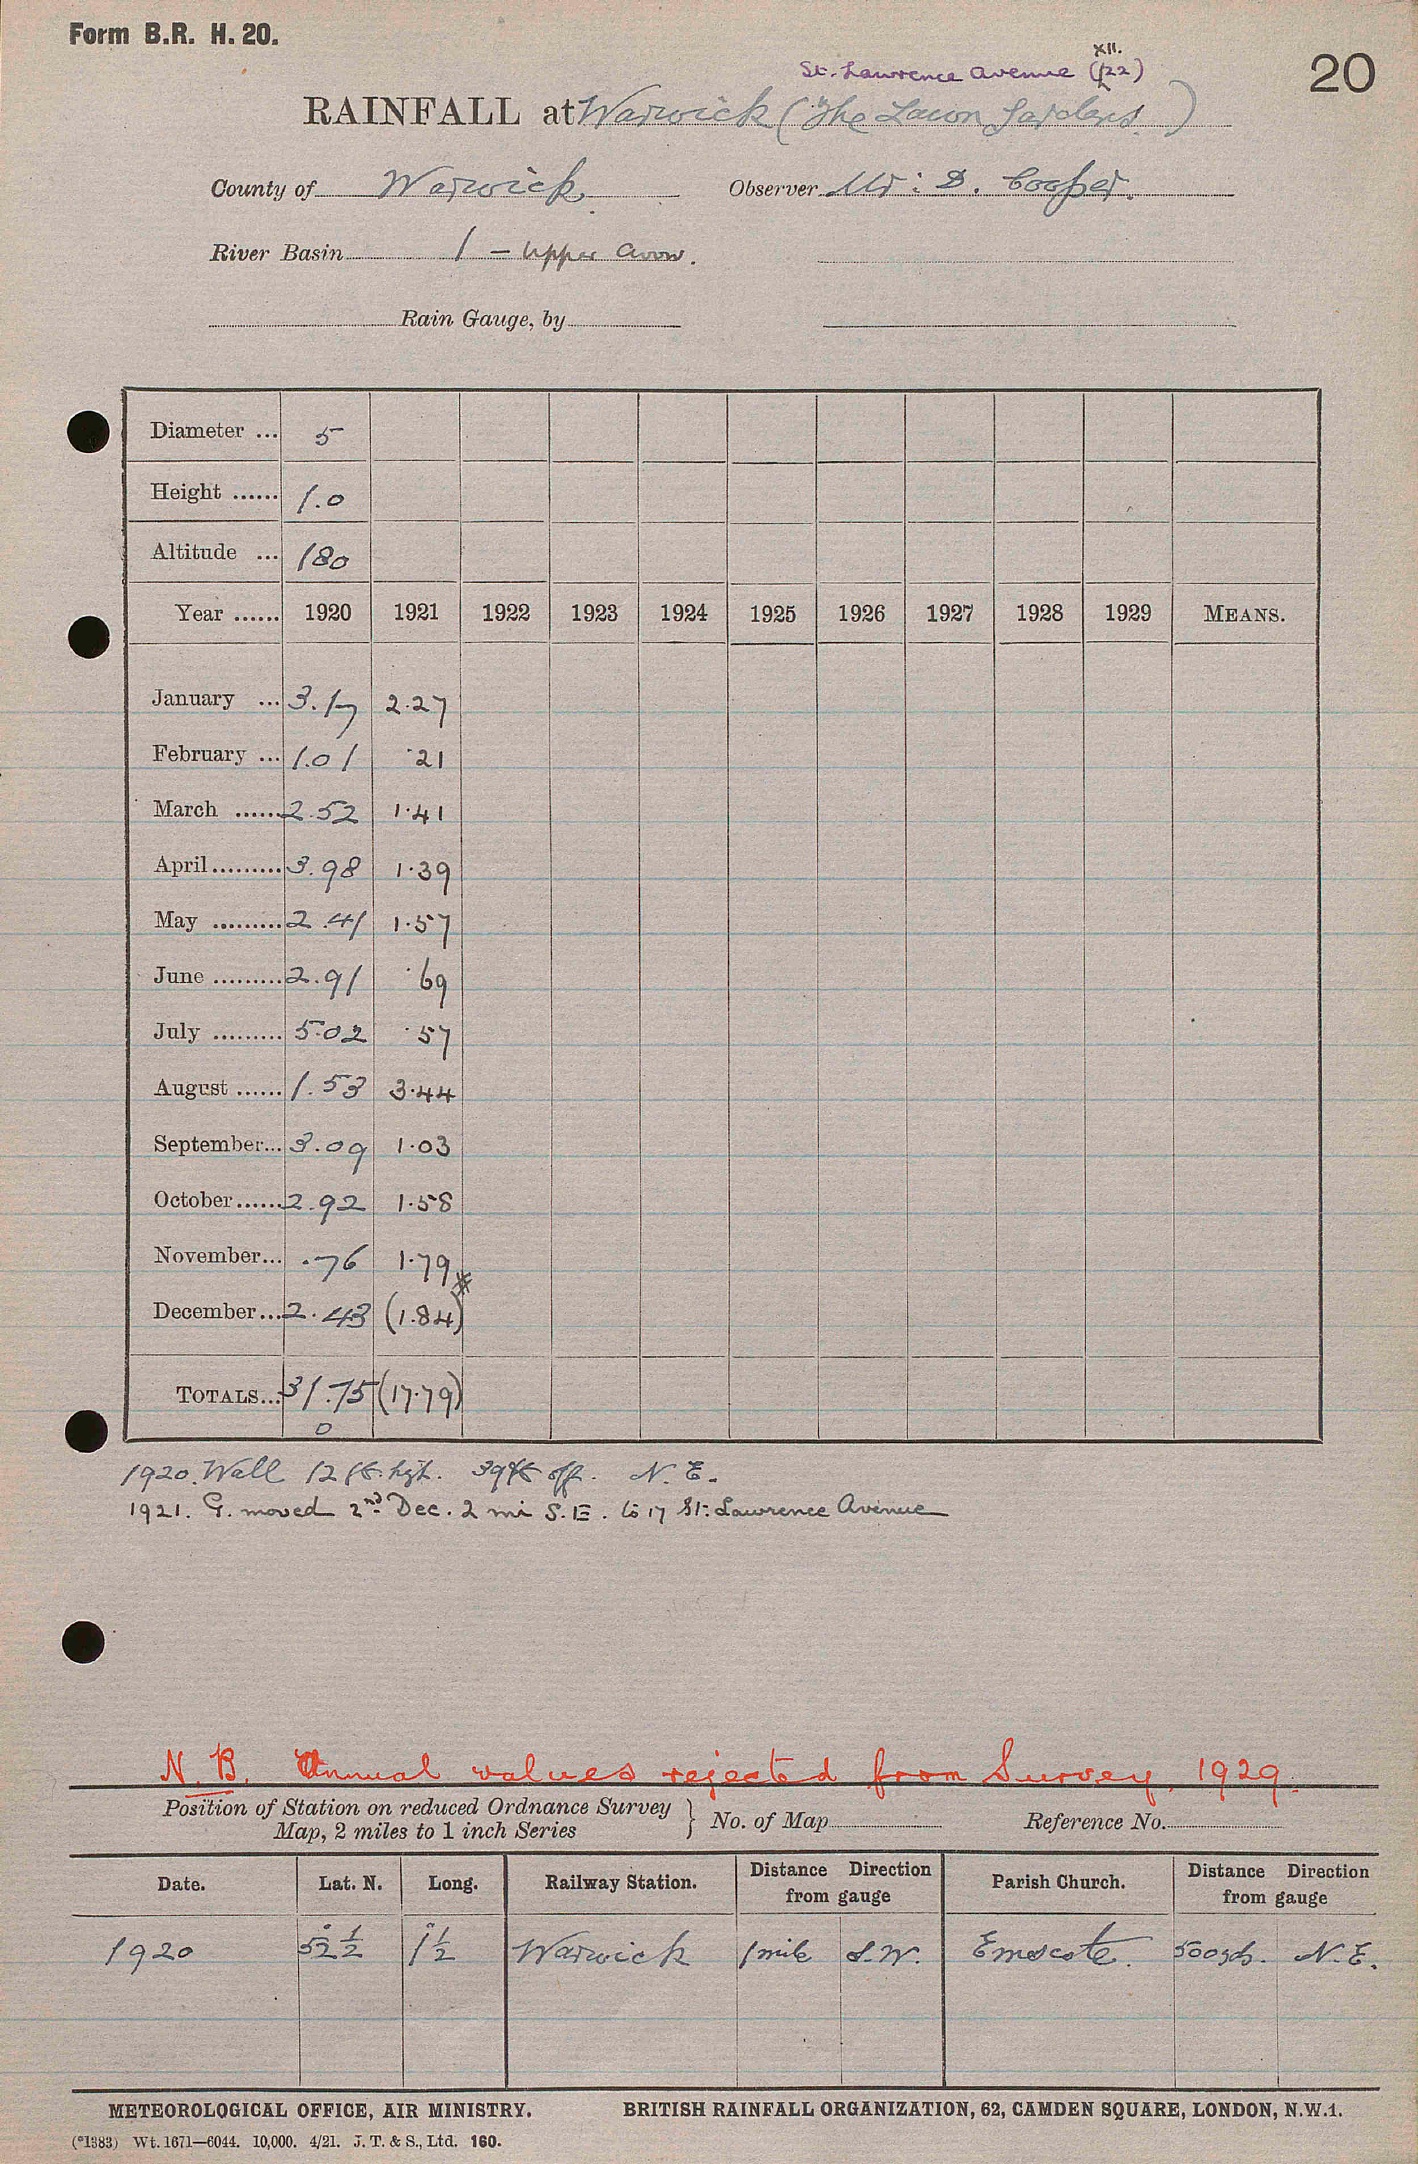 Form B.R. H. 20.
20
XII.
St. Lawrence Avenue (22)
RAINFALL at Warwick (The Lawn Gardens)
County of Warwick. Observer Mr: D. Cooper.
River Basin 1 - Upper Avon.
Rain Gauge, by
Diameter ... 5
Height ...... 1.0
Altitude ... 180
Year ...... 1920 1921 1922 1923 1924 1925 1926 1927 1928 1929 MEANS.
January ... 3.17 2.27
February ... 1.01 .21
March ...... 2.52 1.41
April......... 3.98 1.39
May ......... 2.41 1.57
June ......... 2.91 .69
July ......... 5.02 .57
August ...... 1.53 3.44
September... 3.09 1.03
October...... 2.92 1.58
November... .76 1.79
December... 2.43 (1.84)*
TOTALS... 31.75 (17.79)
0
1920. Wall 12 ft. hgh. 39 ft off. N. E.
1921. G. moved 2nd Dec. 2 mi S.E. to 17 St: Lawrence Avenue
N.B. Annual values rejected from Survey, 1929.
Position of Station on reduced Ordnance Survey
Map, 2 miles to 1 inch Series } No. of Map Reference No.
Date. Lat. N. Long. Railway Station. Distance Direction from gauge Parish Church. Distance Direction from gauge
1920 52° ½ 1° ½ Warwick 1 mile S.W. Emscote. 500 yds. N.E.
METEOROLOGICAL OFFICE, AIR MINISTRY. BRITISH RAINFALL ORGANIZATION, 62, CAMDEN SQUARE, LONDON, N.W.1.
(*1383) Wt. 1671—6044. 10,000. 4/21. J. T. & S., Ltd. 160.